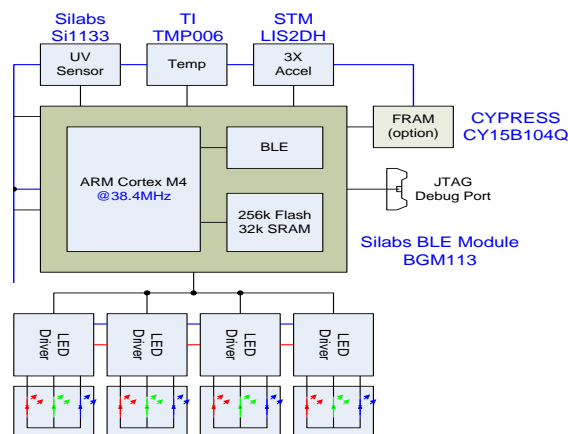 Silabs
Si1133
TI
TMP006
STM
LIS2DH
UV
Sensor
Temp
3X
Accel
FRAM
(option)
CYPRESS
CY15B104Q
ARM Cortex M4
@38.4MHz
BLE
256k Flash
32k SRAM
JTAG
Debug Port
Silabs BLE Module
BGM113
LED
Driver
LED
Driver
LED
Driver
LED
Driver